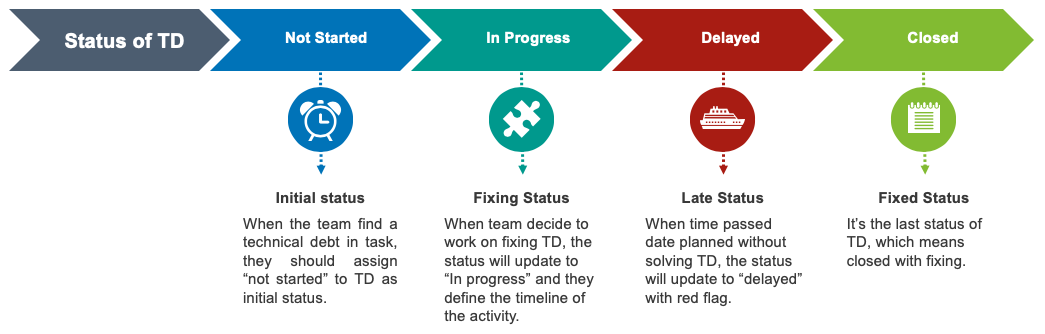 Status of TD
Not Started
In Progress
Delayed
Closed
Initial status
When the team find a
technical debt in task,
they should assign
“not started” to TD as
initial status.
Fixing Status
When team decide to
work on fixing TD, the
status will update to
“In progress” and they
define the timeline of
the activity.
Late Status
When time passed
date planned without
solving TD, the status
will update to “delayed”
with red flag.
Fixed Status
It’s the last status of
TD, which means
closed with fixing.